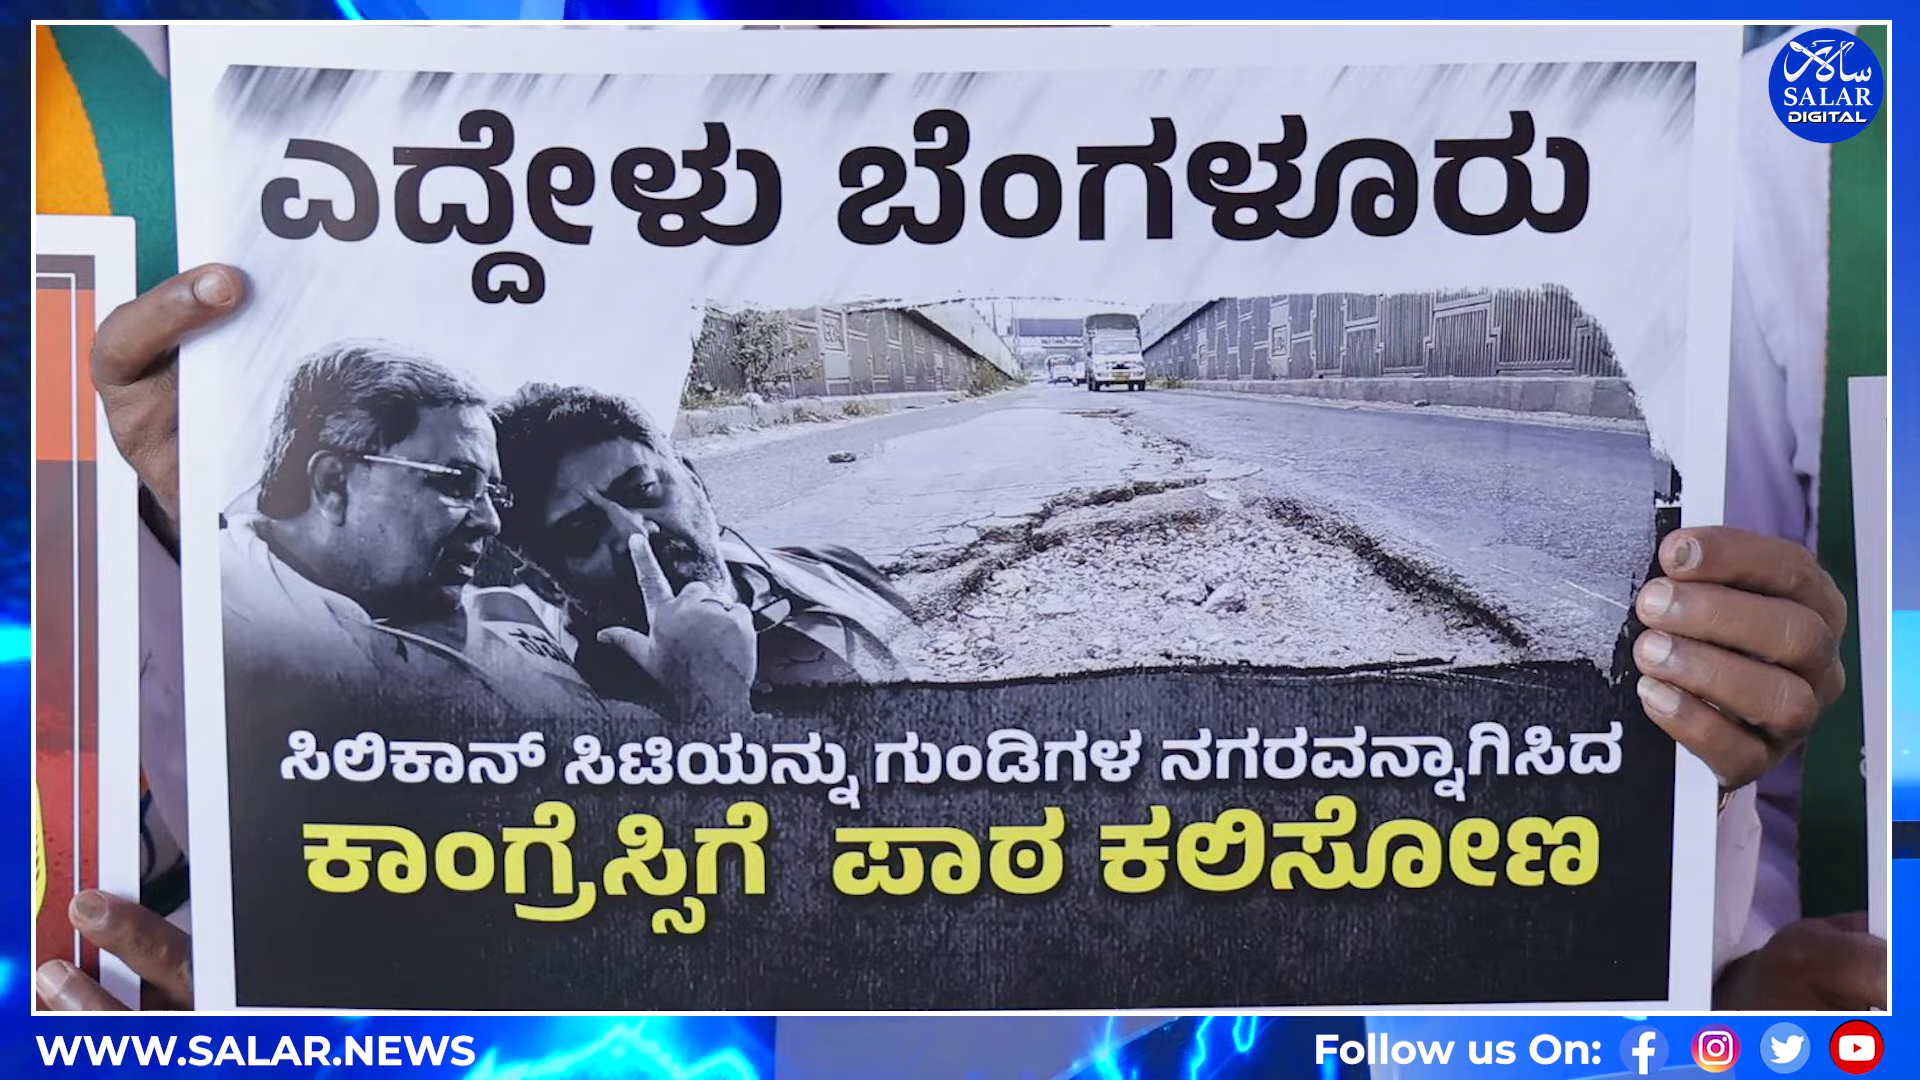 سالار
SALAR
DIGITAL
ಎದ್ದೇಳು ಬೆಂಗಳೂರು
ಸಿಲಿಕಾನ್ ಸಿಟಿಯನ್ನು ಗುಂಡಿಗಳ ನಗರವನ್ನಾಗಿಸಿದ
ಕಾಂಗ್ರೆಸ್ಸಿಗೆ ಪಾಠ ಕಲಿಸೋಣ
WWW.SALAR.NEWS
Follow us On: